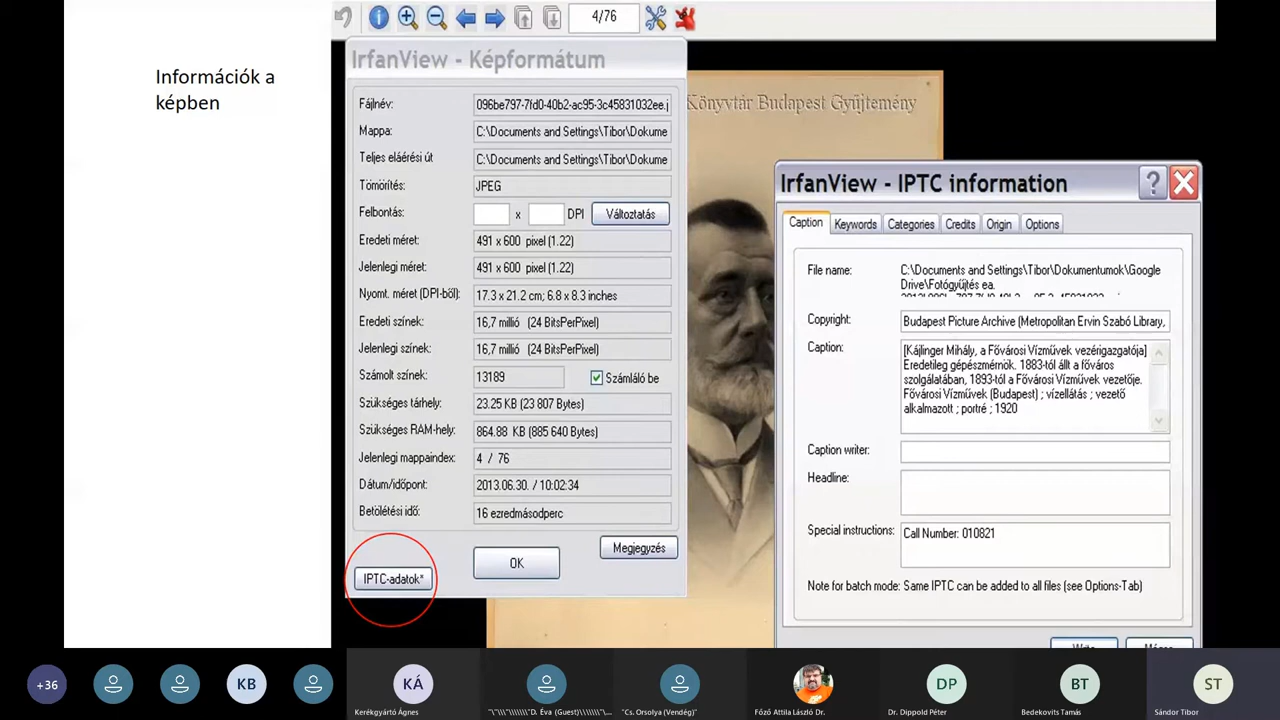 4/76
Információk a
képben
IrfanView - Képformátum
Fájlnév: 096be797-7fd0-40b2-ac95-3c45831032ee.j
Mappa: C:\Documents and Settings\Tibor\Dokume
Teljes eláérési út C:\Documents and Settings\Tibor\Dokume
Tömörítés: JPEG
Felbontás: x DPI Változtatás
Eredeti méret: 491 x 600 pixel (1.22)
Jelenlegi méret: 491 x 600 pixel (1.22)
Nyomt. méret (DPI-ből): 17.3 x 21.2 cm; 6.8 x 8.3 inches
Eredeti színek: 16,7 millió (24 BitsPerPixel)
Jelenlegi színek: 16,7 millió (24 BitsPerPixel)
Számolt színek: 13189 Számláló be
Szükséges tárhely: 23.25 KB (23 807 Bytes)
Szükséges RAM-hely: 864.88 KB (885 640 Bytes)
Jelenlegi mappaindex: 4 / 76
Dátum/időpont: 2013.06.30. / 10:02:34
Betöltési idő: 16 ezredmásodperc
Megjegyzés
OK
IPTC-adatok*
Könyvtár Budapest Gyűjtemény
IrfanView - IPTC information
Caption Keywords Categories Credits Origin Options
File name: C:\Documents and Settings\Tibor\Dokumentumok\Google
Drive\Fotógyűjtés ea.
Copyright: Budapest Picture Archive (Metropolitan Ervin Szabó Library,
Caption: [Kájlinger Mihály, a Fővárosi Vízművek vezérigazgatója]
Eredetileg gépészmérnök. 1883-tól állt a főváros
szolgálatában, 1893-tól a Fővárosi Vízművek vezetője.
Fővárosi Vízművek (Budapest) ; vízellátás ; vezető
alkalmazott ; portré ; 1920
Caption writer:
Headline:
Special instructions: Call Number: 010821
Note for batch mode: Same IPTC can be added to all files (see Options-Tab)
+36
KB
KÁ
DP
BT
ST
Kerékgyártó Ágnes
"\"\\\"\\\\\\\"D. Éva (Guest)\\\\\\\"\...
"Cs. Orsolya (Vendég)"
Főző Attila László Dr.
Dr. Dippold Péter
Bedekovits Tamás
Sándor Tibor